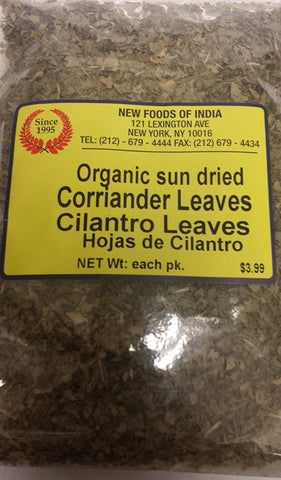 Since
1995
NEW FOODS OF INDIA
121 LEXINGTON AVE
NEW YORK, NY 10016
TEL: (212) - 679 - 4444 FAX: (212) 679 - 4434
Organic sun dried
Corriander Leaves
Cilantro Leaves
Hojas de Cilantro
NET Wt: each pk. $3.99